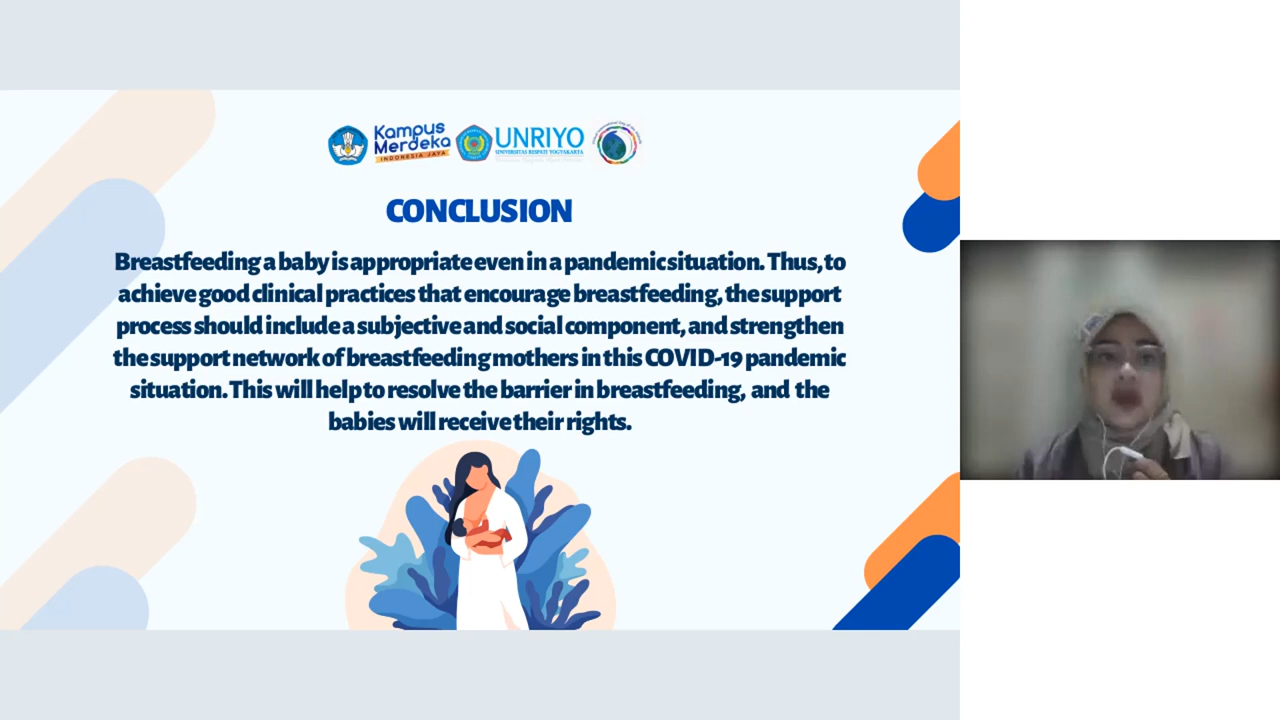 Kampus
Merdeka
INDONESIA JAYA
UNRIYO
UNIVERSITAS RESPATI YOGYAKARTA
CONCLUSION
Breastfeeding a baby is appropriate even in a pandemic situation. Thus, to
achieve good clinical practices that encourage breastfeeding, the support
process should include a subjective and social component, and strengthen
the support network of breastfeeding mothers in this COVID-19 pandemic
situation. This will help to resolve the barrier in breastfeeding, and the
babies will receive their rights.